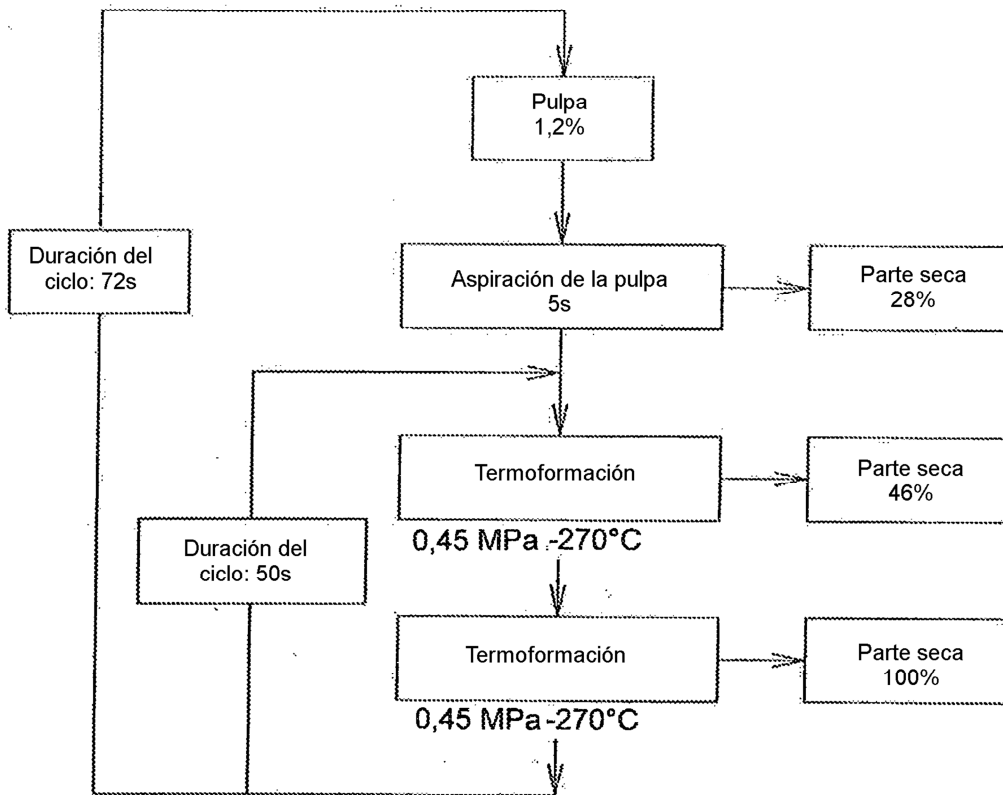 Pulpa
1,2%
Duración del
ciclo: 72s
Aspiración de la pulpa
5s
Parte seca
28%
Termoformación
0,45 MPa -270°C
Parte seca
46%
Duración del
ciclo: 50s
Termoformación
0,45 MPa -270°C
Parte seca
100%